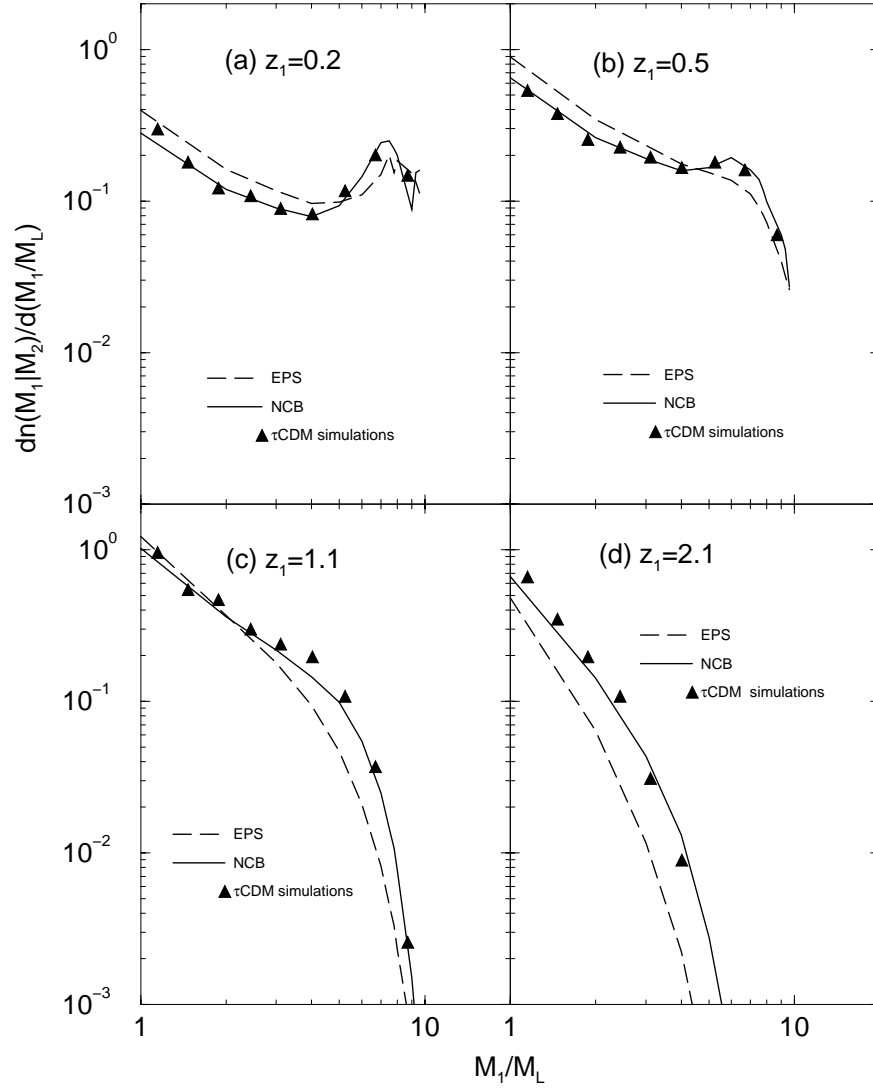 (a) z₁=0.2
(b) z₁=0.5
10⁰
10⁻¹
10⁻²
10⁻³
dn(M₁|M₂)/d(M₁/M_L)
EPS
NCB
τCDM simulations
EPS
NCB
τCDM simulations
(c) z₁=1.1
(d) z₁=2.1
10⁰
10⁻¹
10⁻²
10⁻³
EPS
NCB
τCDM simulations
EPS
NCB
τCDM simulations
1
10
1
10
M₁/M_L